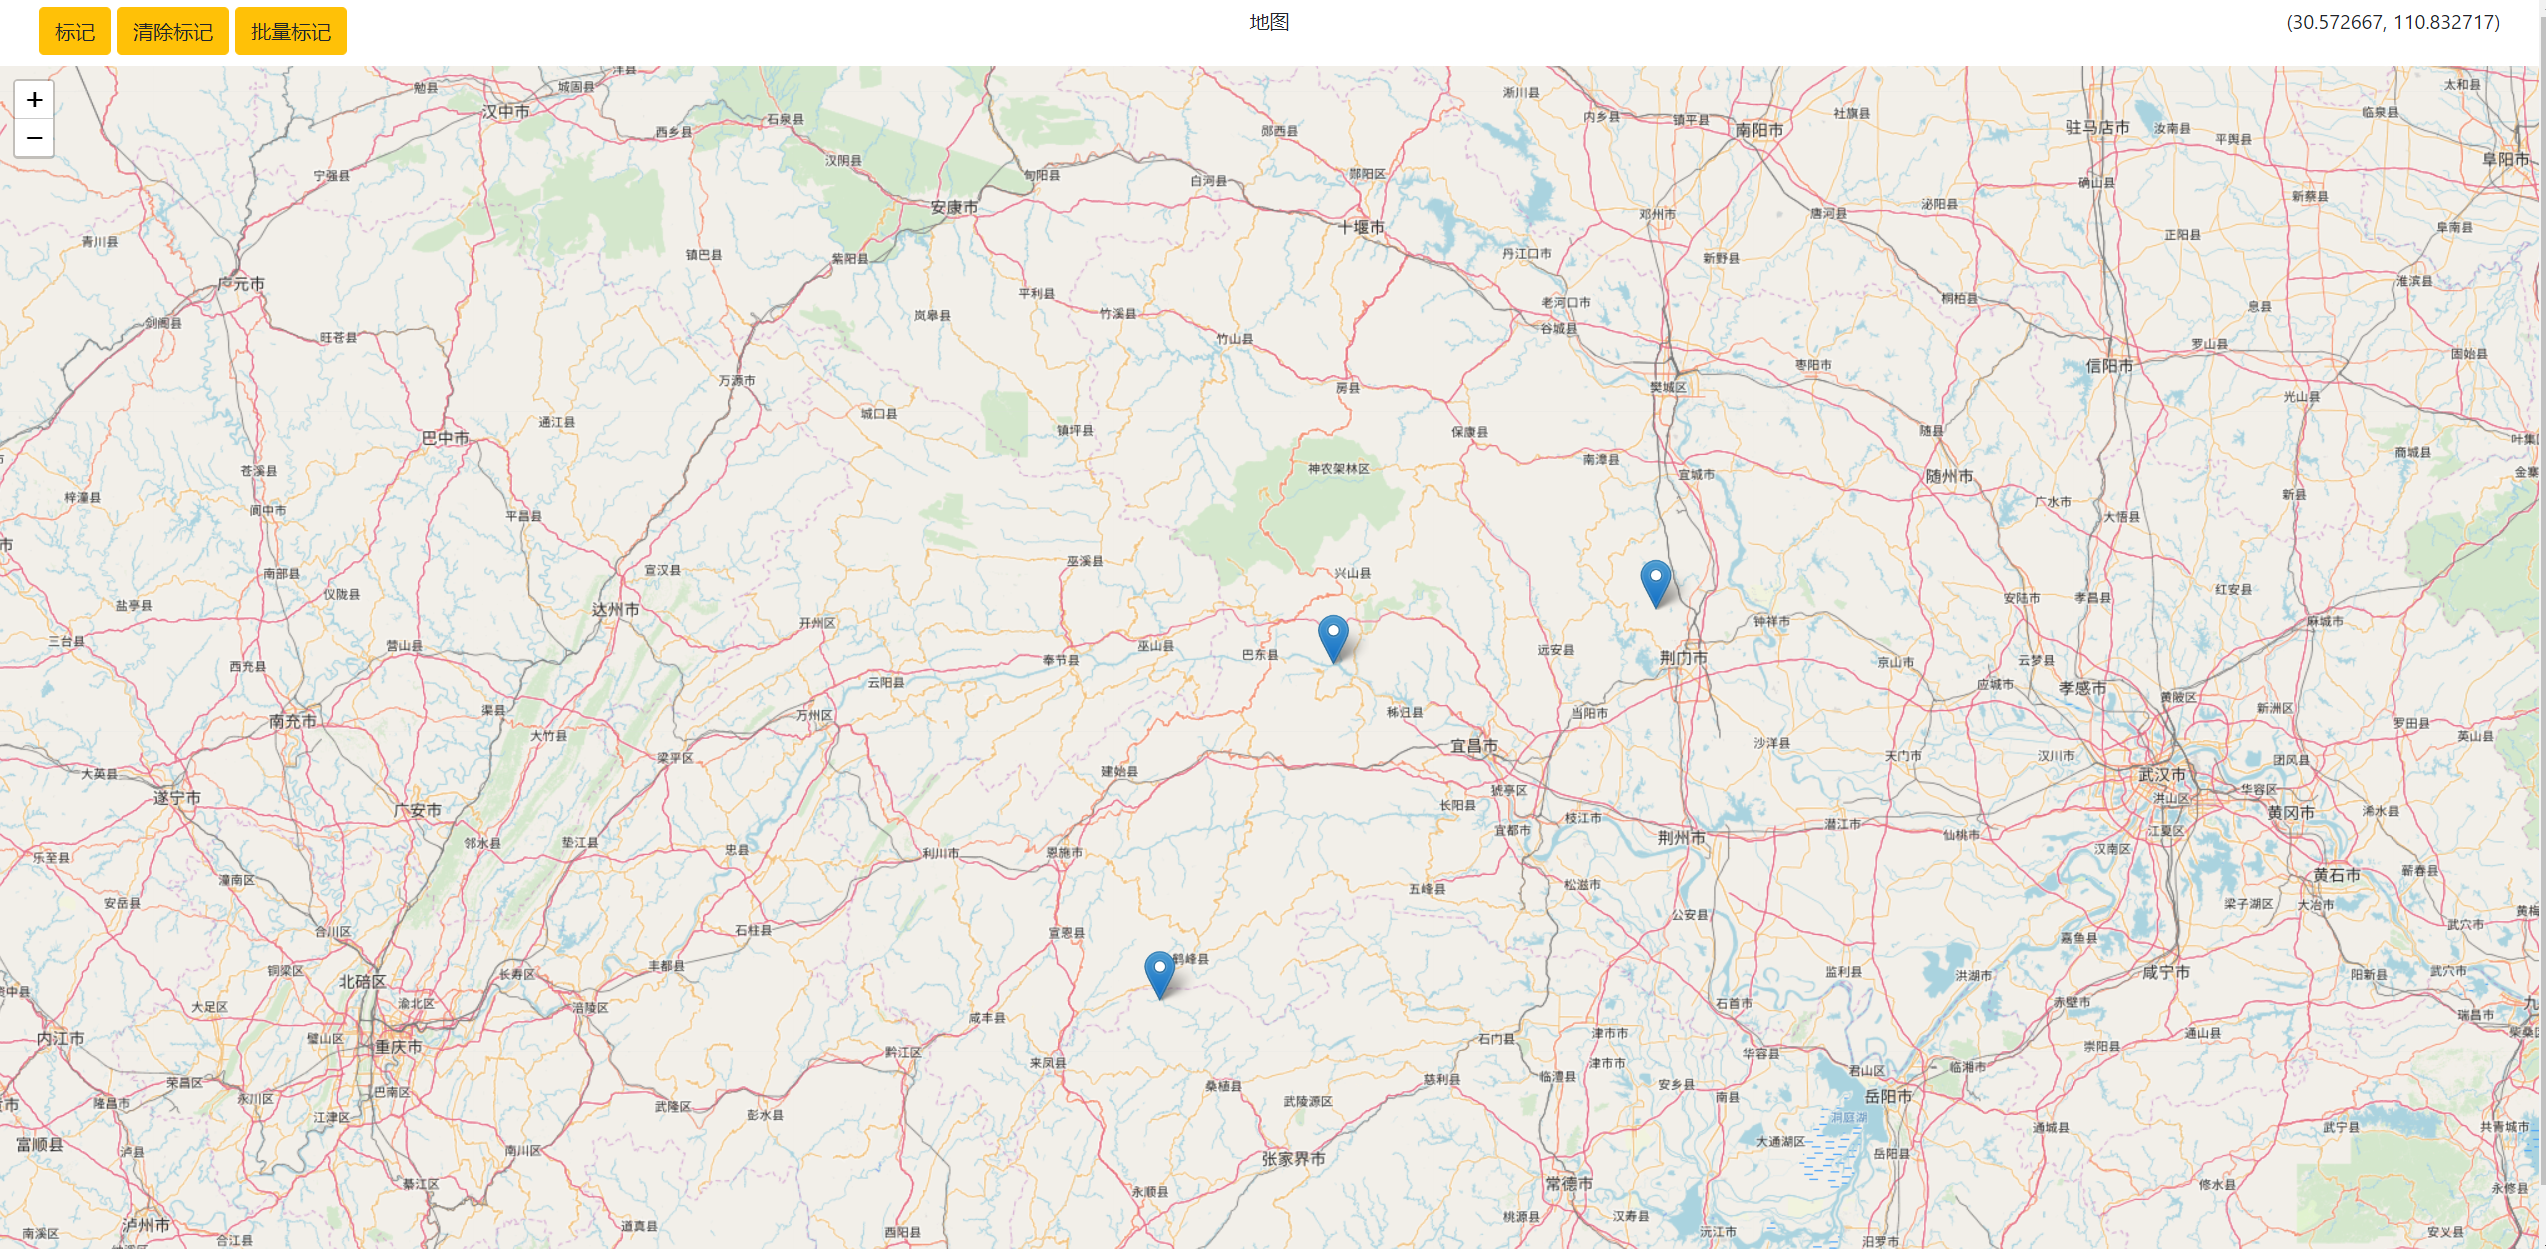 标记 清除标记 批量标记
地图
(30.572667, 110.832717)
+
−
勉县 城固县 洋县 淅川县 太和县
汉中市 石泉县 内乡县 镇平县 社旗县 临泉县
西乡县 郧西县 南阳市 驻马店市 汝南县 平舆县
汉阴县 阜阳市
宁强县 旬阳县 白河县 郧阳区 确山县 新蔡县
安康市 邓州市 唐河县 泌阳县
青川县 十堰市 正阳县 阜南县
镇巴县 紫阳县 丹江口市 新野县
广元市 平利县 老河口市 桐柏县 息县 淮滨县
剑阁县 岚皋县 竹溪县 谷城县
旺苍县 竹山县 罗山县 固始县
万源市 房县 樊城区 枣阳市 信阳市
通江县 城口县 光山县
巴中市 镇坪县 保康县 随县 叶集
苍溪县 神农架林区 南漳县 宜城市 随州市 商城县 金寨
梓潼县 阆中市 平昌县 广水市 新县
大悟县
市 南部县 宣汉县 巫溪县 兴山县
盐亭县 仪陇县 达州市 安陆市 孝昌县 红安县
三台县 营山县 开州区 钟祥市 麻城市
西充县 奉节县 巫山县 巴东县 远安县 荆门市 京山市 云梦县
云阳县 应城市 孝感市 黄陂区
南充市 渠县 大竹县 万州区 秭归县 当阳市 新洲区 罗田县
梁平区 宜昌市 沙洋县 天门市 汉川市 英山县
大英县 建始县 武汉市 团风县
遂宁市 广安市 长阳县 猇亭区 洪山区 华容区
枝江市 潜江市 江夏区 黄冈市 浠水县
邻水县 垫江县 忠县 宜都市 荆州市 仙桃市
乐至县 利川市 恩施市 汉南区
潼南区 五峰县 松滋市 黄石市 蕲春县
安岳县 公安县 梁子湖区 大冶市 黄梅
合川区 石柱县 宣恩县 嘉鱼县 武穴市
铜梁区 北碚区 长寿区 丰都县 鹤峰县 监利县 洪湖市 咸宁市 阳新县 武穴市
资中县
大足区 渝北区 涪陵区 咸丰县 石首市 赤壁市 九
内江市 璧山区 重庆市 石门县 津市市 通山县 瑞昌市
黔江区 来凤县 津市市 华容县 崇阳县 柴桑区
荣昌区 巴南区 桑植县 慈利县 临澧县 安乡县 君山区 临湘市
隆昌市 永川区 江津区 武隆区 彭水县 武陵源区 南县 岳阳市
富顺县 洞庭湖 通城县 武宁县 共青城市
泸县 南川区 张家界市 大通湖区 岳阳县
綦江区 永顺县 常德市 修水县 永修县
南溪区 泸州市 合江县 道真县 酉阳县 桃源县 汉寿县 沅江市 汨罗市 安义县